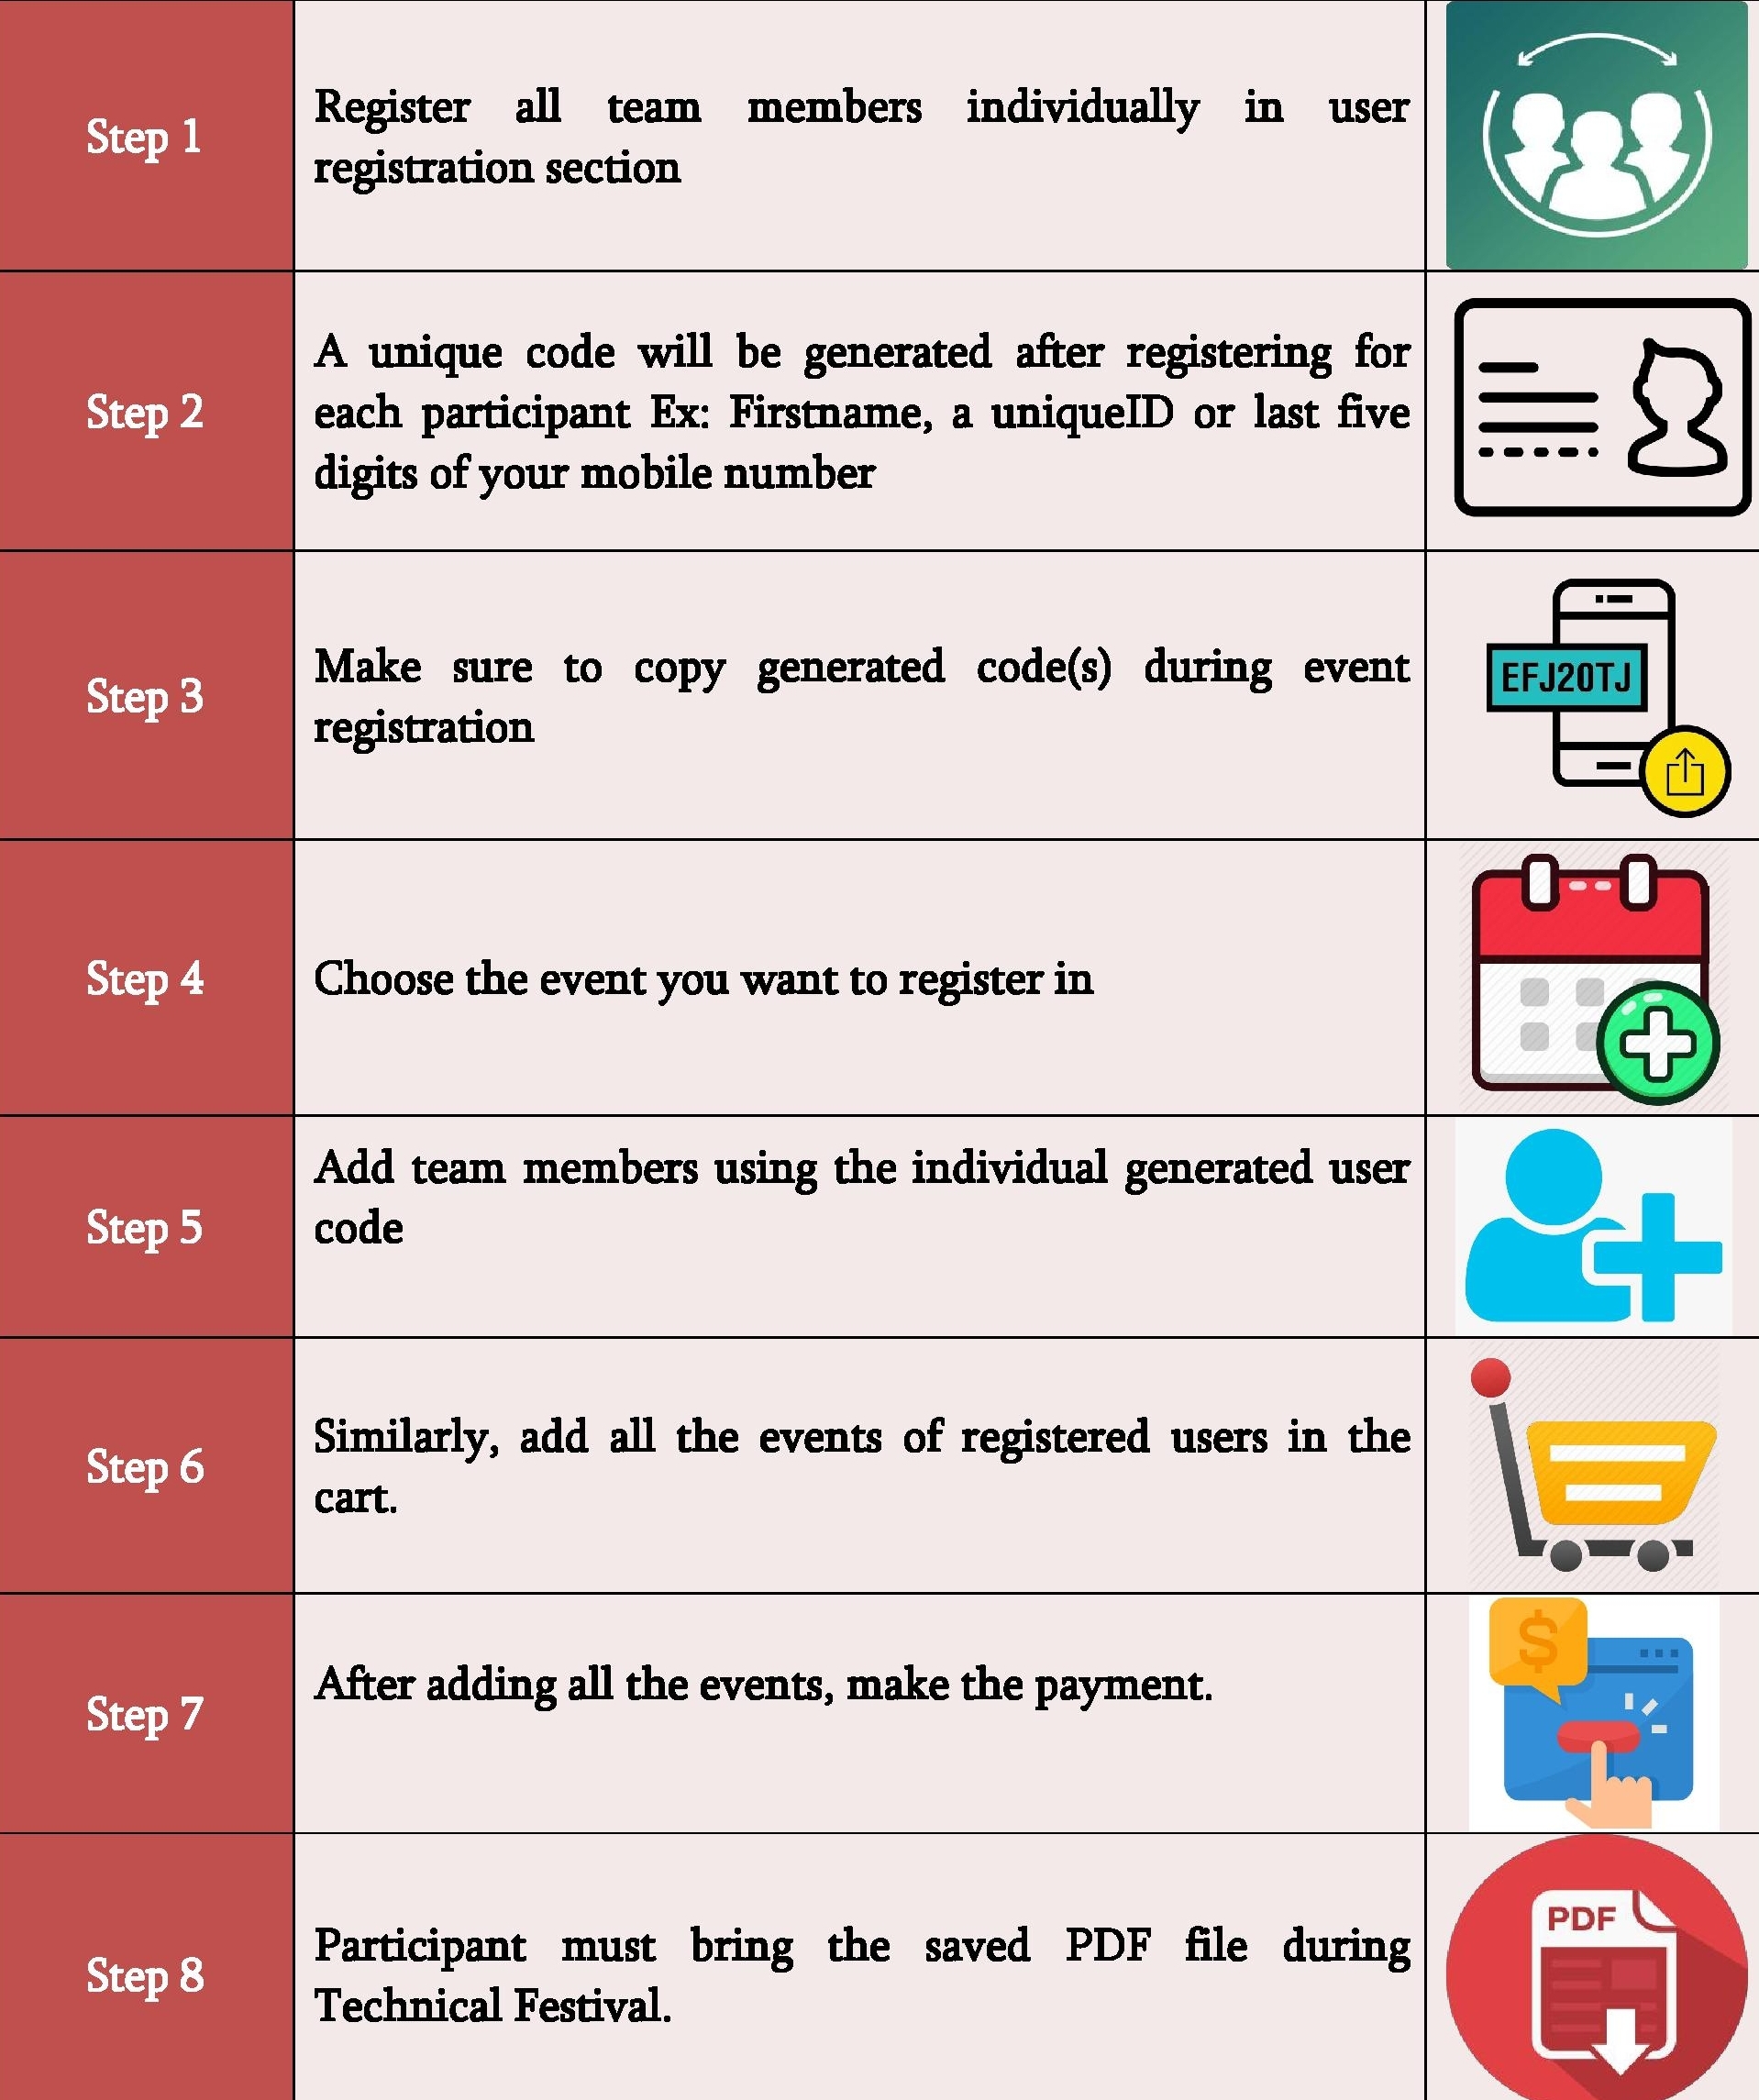 Step 1
Register all team members individually in user
registration section
Step 2
A unique code will be generated after registering for
each participant Ex: Firstname, a uniqueID or last five
digits of your mobile number
Step 3
Make sure to copy generated code(s) during event
registration
EFJ20TJ
Step 4
Choose the event you want to register in
Step 5
Add team members using the individual generated user
code
Step 6
Similarly, add all the events of registered users in the
cart.
Step 7
After adding all the events, make the payment.
$
Step 8
Participant must bring the saved PDF file during
Technical Festival.
PDF